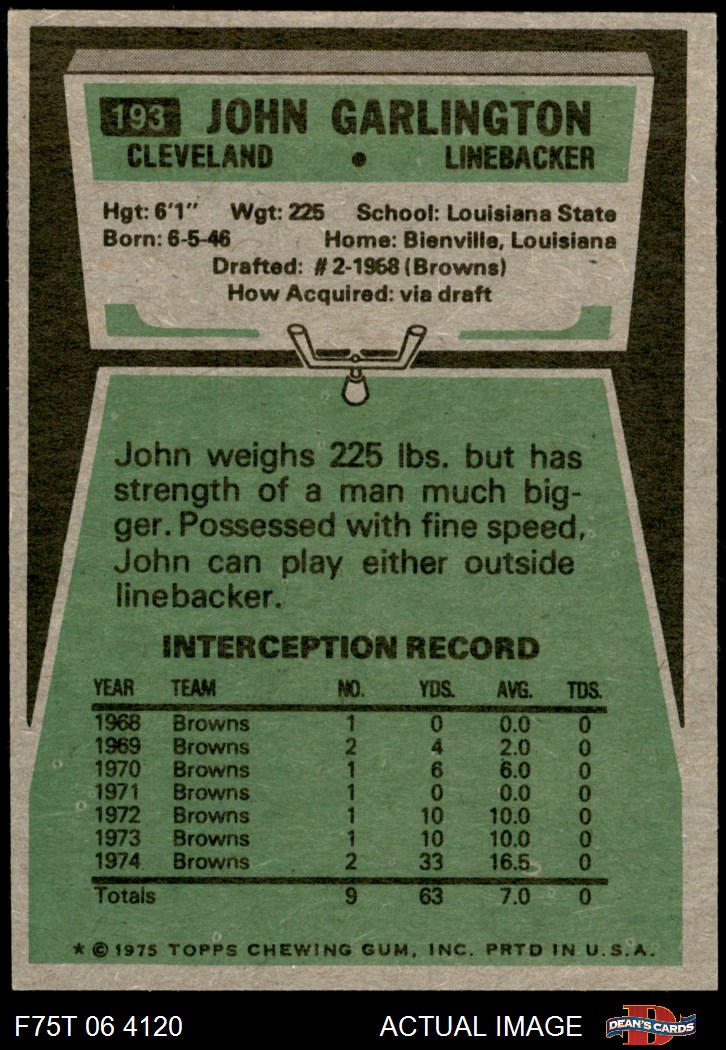 193 JOHN GARLINGTON
CLEVELAND • LINEBACKER
Hgt: 6'1" Wgt: 225 School: Louisiana State
Born: 6-5-46 Home: Bienville, Louisiana
Drafted: #2-1968 (Browns)
How Acquired: via draft
John weighs 225 lbs. but has
strength of a man much big-
ger. Possessed with fine speed,
John can play either outside
linebacker.
INTERCEPTION RECORD
YEAR TEAM NO. YDS. AVG. TDS.
1968 Browns 1 0 0.0 0
1969 Browns 2 4 2.0 0
1970 Browns 1 6 6.0 0
1971 Browns 1 0 0.0 0
1972 Browns 1 10 10.0 0
1973 Browns 1 10 10.0 0
1974 Browns 2 33 16.5 0
Totals 9 63 7.0 0
* © 1975 TOPPS CHEWING GUM, INC. PRTD IN U.S.A.
F75T 06 4120 ACTUAL IMAGE D DEAN'S CARDS